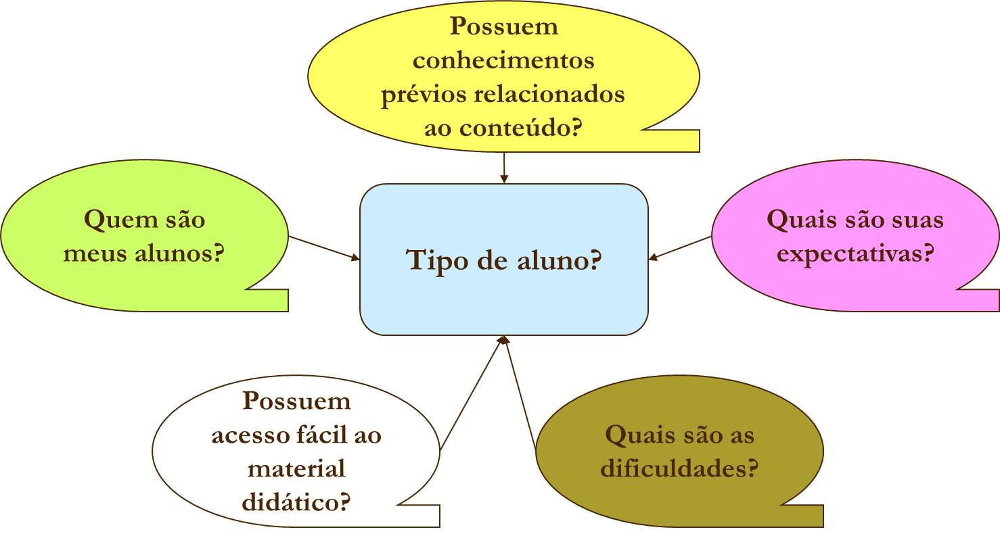 Possuem
conhecimentos
prévios relacionados
ao conteúdo?
Quem são
meus alunos?
Tipo de aluno?
Quais são suas
expectativas?
Possuem
acesso fácil ao
material
didático?
Quais são as
dificuldades?